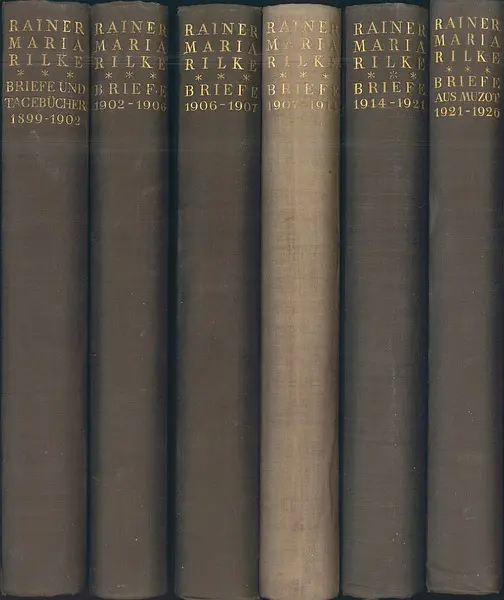 RAINER
MARIA
RILKE
* * *
BRIEFE UND
TAGEBÜCHER
1899-1902
RAINER
MARIA
RILKE
* * *
BRIEFE
1902-1906
RAINER
MARIA
RILKE
* * *
BRIEFE
1906-1907
RAINER
MARIA
RILKE
* * *
BRIEFE
RAINER
MARIA
RILKE
* * *
BRIEFE
1914-1921
RAINER
MARIA
RILKE
* * *
BRIEFE
AUS MUZOT
1921-1926